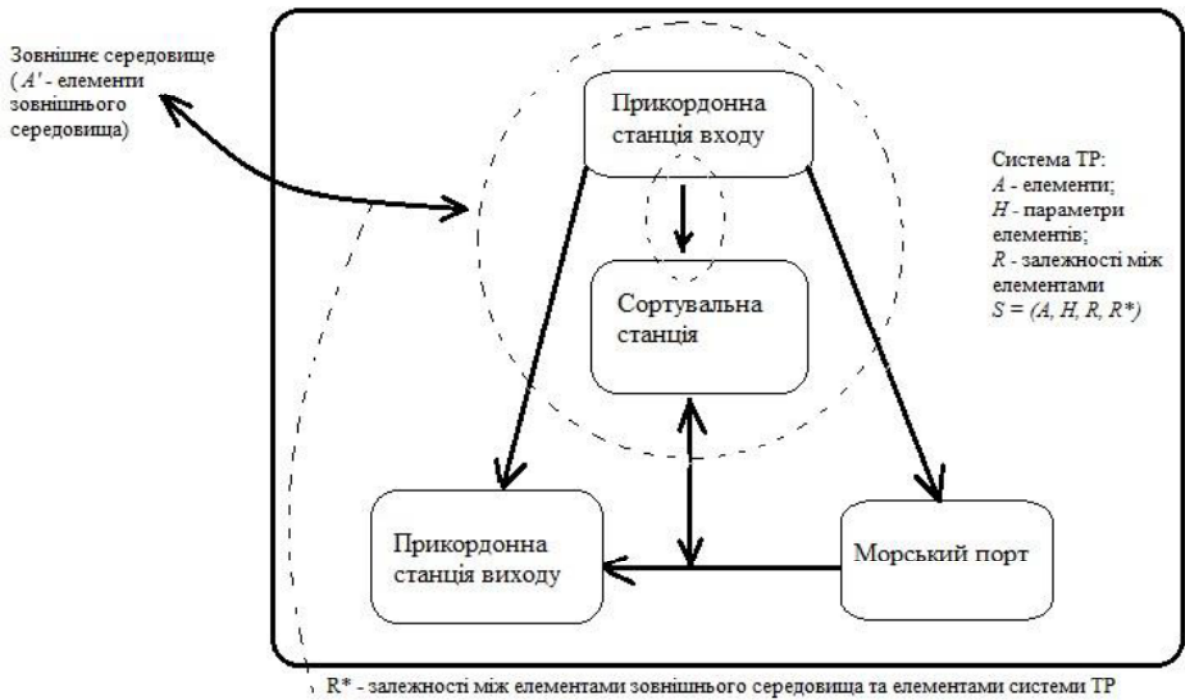 Зовнішнє середовище
( A' - елементи
зовнішнього
середовища)
Прикордонна
станція входу
Система ТР:
A - елементи;
H - параметри
елементів;
R - залежності між
елементами
S = (A, H, R, R*)
Сортувальна
станція
Прикордонна
станція виходу
Морський порт
R* - залежності між елементами зовнішнього середовища та елементами системи ТР